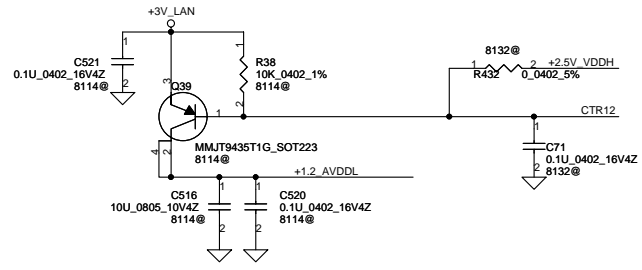 +3V_LAN
1
C521
0.1U_0402_16V4Z
8114@
2
3
1
R38
10K_0402_1%
8114@
2
Q39
1
MMJT9435T1G_SOT223
8114@
4
2
8132@
1
2
+2.5V_VDDH
R432
0_0402_5%
CTR12
1
C71
0.1U_0402_16V4Z
8132@
2
+1.2_AVDDL
1
C516
10U_0805_10V4Z
8114@
2
1
C520
0.1U_0402_16V4Z
8114@
2